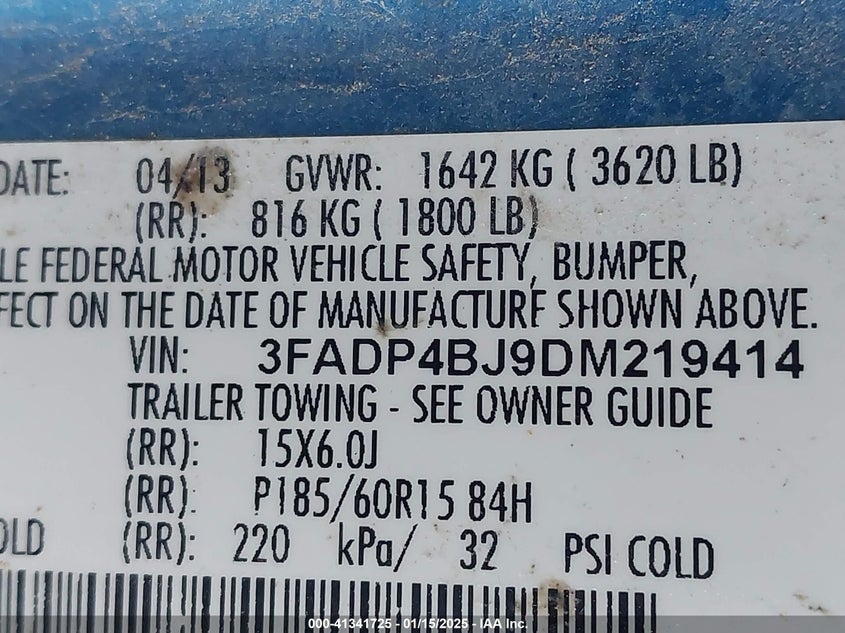 DATE: 04/13 GVWR: 1642 KG ( 3620 LB)
(RR): 816 KG ( 1800 LB)
LE FEDERAL MOTOR VEHICLE SAFETY, BUMPER,
FECT ON THE DATE OF MANUFACTURE SHOWN ABOVE.
VIN: 3FADP4BJ9DM219414
TRAILER TOWING - SEE OWNER GUIDE
(RR): 15X6.0J
(RR): P185/60R15 84H
OLD (RR): 220 kPa/ 32 PSI COLD
000-41341725 - 01/15/2025 - IAA Inc.